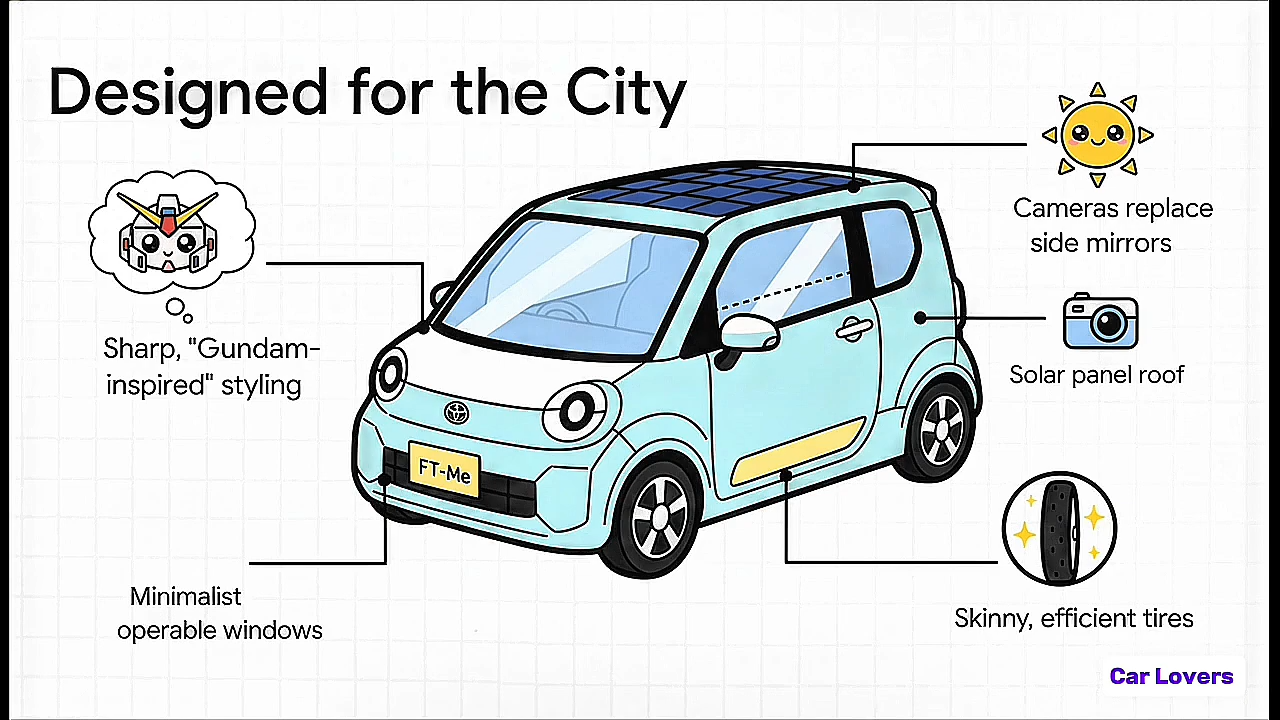 Designed for the City
Sharp, "Gundam-
inspired" styling
Minimalist
operable windows
FT-Me
Cameras replace
side mirrors
Solar panel roof
Skinny, efficient tires
Car Lovers